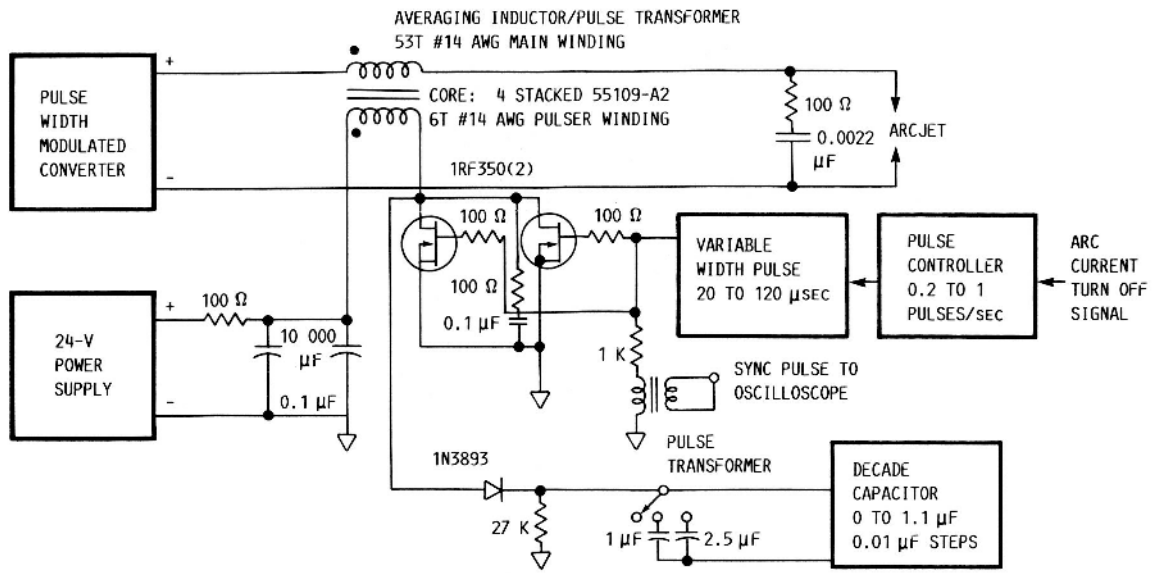 AVERAGING INDUCTOR/PULSE TRANSFORMER
53T #14 AWG MAIN WINDING
+
PULSE
WIDTH
MODULATED
CONVERTER
-
CORE: 4 STACKED 55109-A2
6T #14 AWG PULSER WINDING
100 Ω
0.0022
µF
ARCJET
1RF350(2)
100 Ω
100 Ω
100 Ω
0.1 µF
VARIABLE
WIDTH PULSE
20 TO 120 µSEC
PULSE
CONTROLLER
0.2 TO 1
PULSES/SEC
ARC
CURRENT
TURN OFF
SIGNAL
+
24-V
POWER
SUPPLY
-
100 Ω
10 000
µF
0.1 µF
1 K
SYNC PULSE TO
OSCILLOSCOPE
PULSE
TRANSFORMER
1N3893
27 K
1 µF
2.5 µF
DECADE
CAPACITOR
0 TO 1.1 µF
0.01 µF STEPS